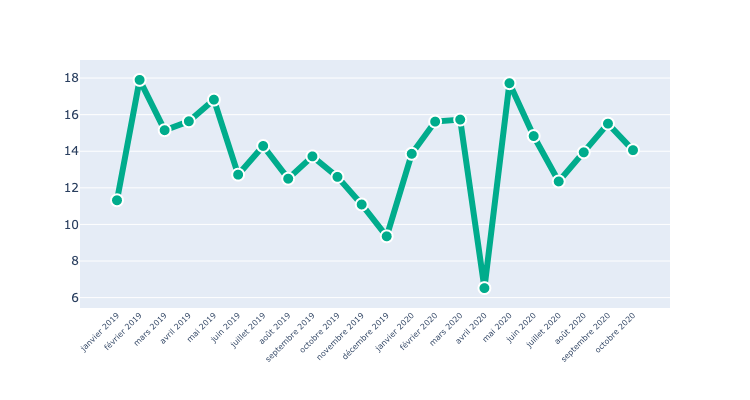 18
16
14
12
10
8
6
janvier 2019
février 2019
mars 2019
avril 2019
mai 2019
juin 2019
juillet 2019
août 2019
septembre 2019
octobre 2019
novembre 2019
décembre 2019
janvier 2020
février 2020
mars 2020
avril 2020
mai 2020
juin 2020
juillet 2020
août 2020
septembre 2020
octobre 2020